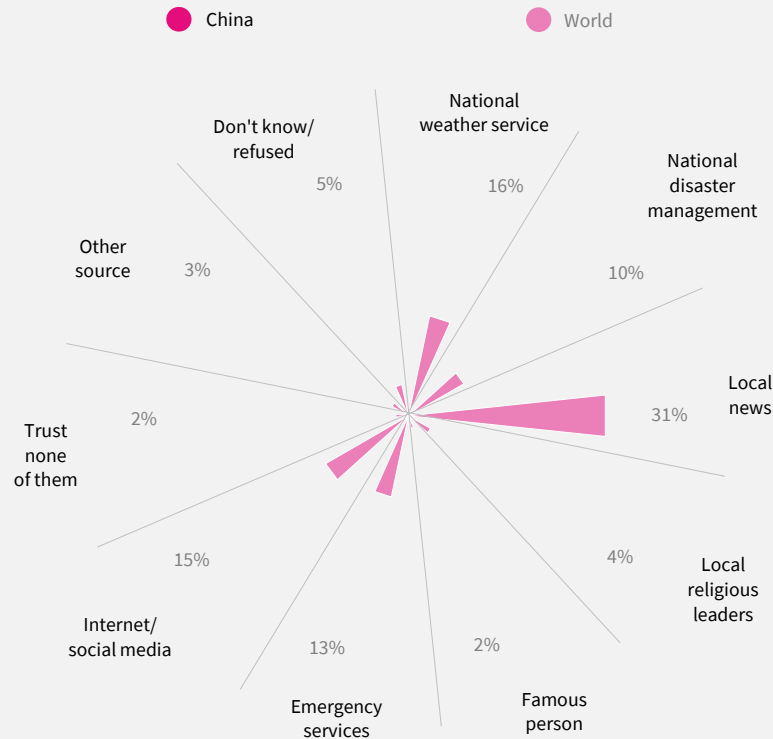 China
World
National
weather service
16%
National
disaster
management
10%
Local
news
31%
Local
religious
leaders
4%
Famous
person
2%
Emergency
services
13%
Internet/
social media
15%
Trust
none
of them
2%
Other
source
3%
Don't know/
refused
5%